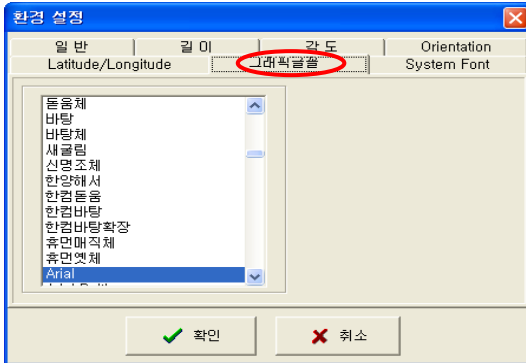 환경 설정
일 반 길 이 각 도 Orientation
Latitude/Longitude 그래픽글꼴 System Font
돋움체
바탕
바탕체
새굴림
신명조체
한양해서
한컴돋움
한컴바탕
한컴바탕확장
휴먼매직체
휴먼옛체
Arial
확인 취소